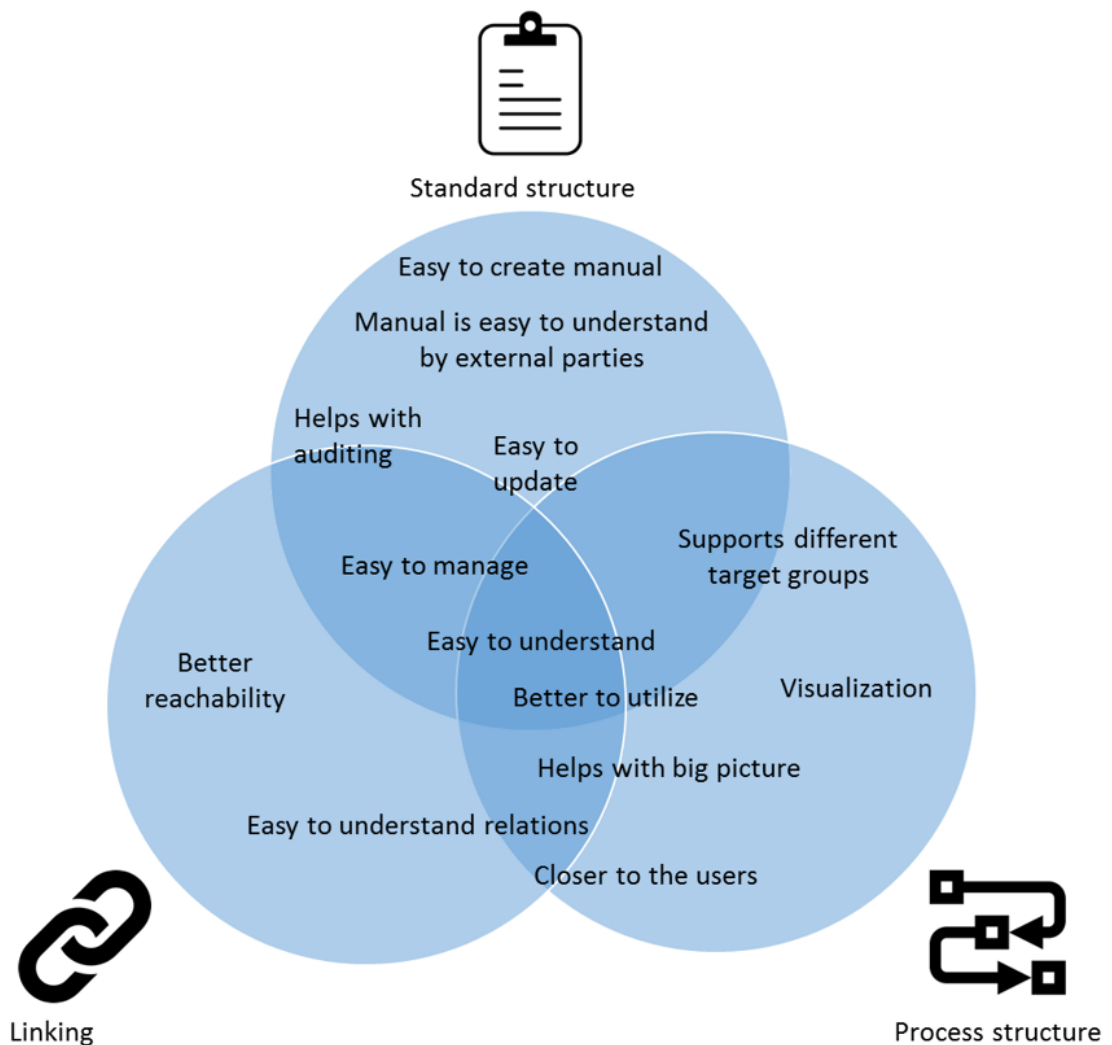 Standard structure
Easy to create manual
Manual is easy to understand
by external parties
Helps with
auditing
Easy to
update
Easy to manage
Supports different
target groups
Easy to understand
Better
reachability
Better to utilize
Visualization
Helps with big picture
Easy to understand relations
Closer to the users
Linking
Process structure